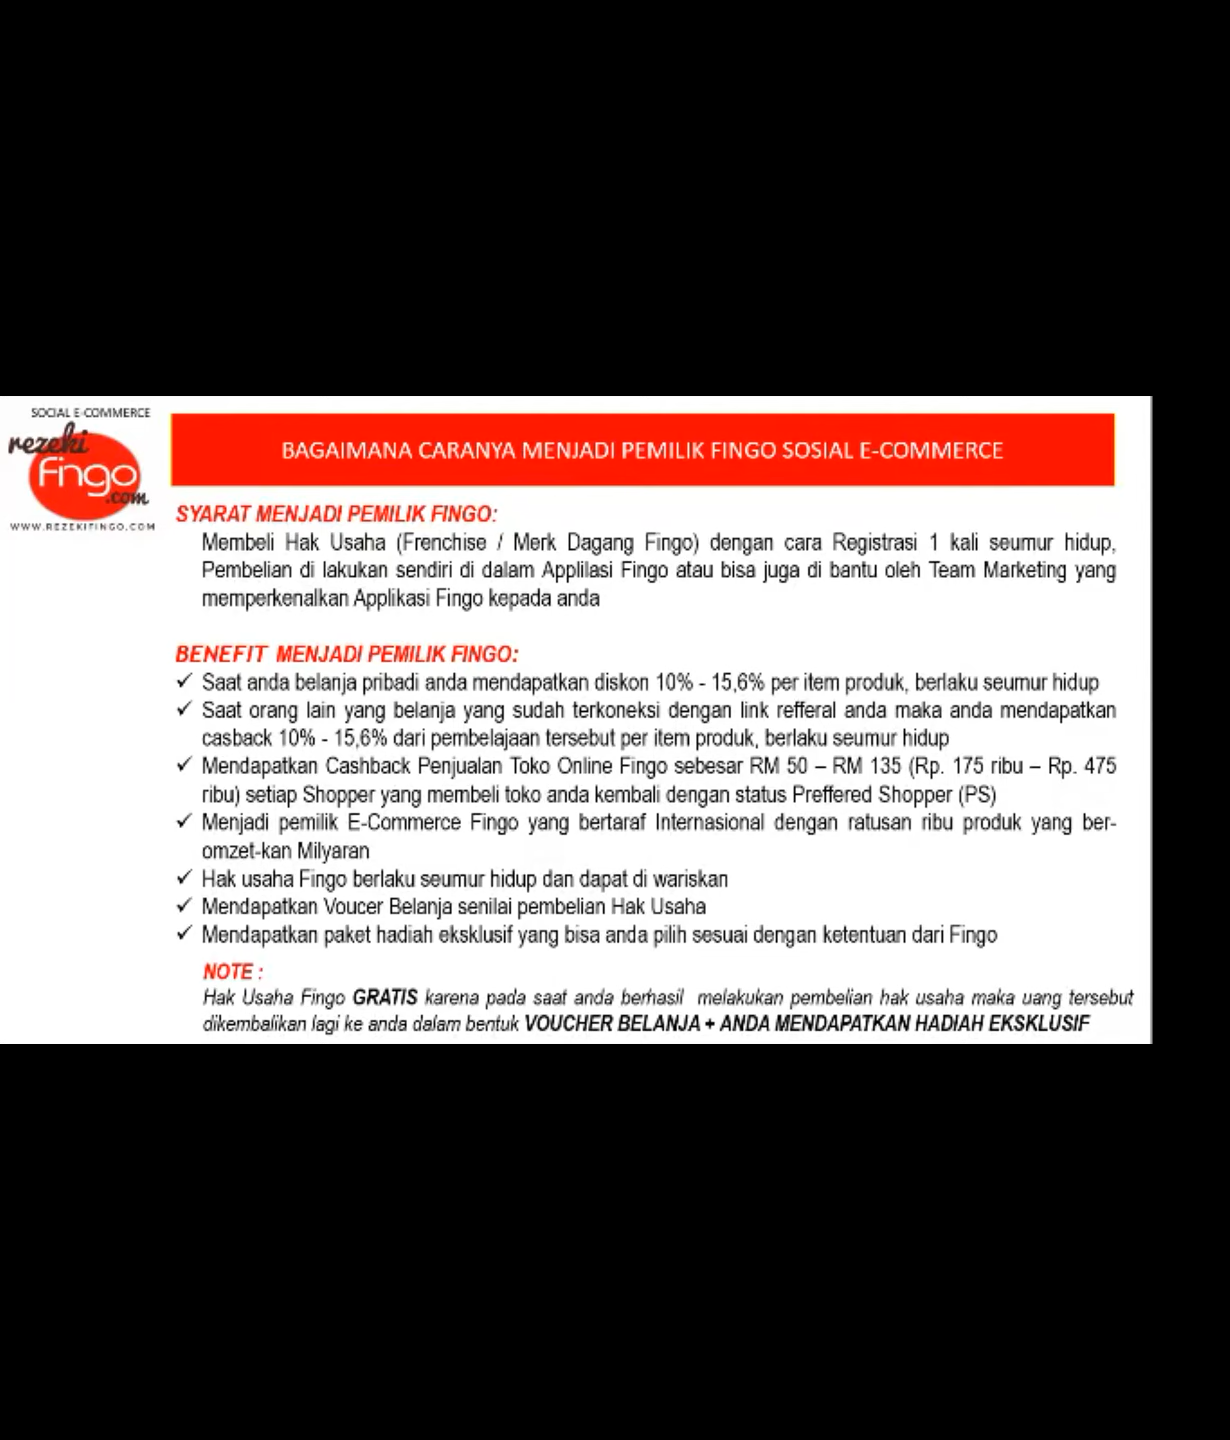 SOCIAL E-COMMERCE
rezeki
Fingo
.com
WWW.REZEKIFINGO.COM
BAGAIMANA CARANYA MENJADI PEMILIK FINGO SOSIAL E-COMMERCE
SYARAT MENJADI PEMILIK FINGO:
Membeli Hak Usaha (Frenchise / Merk Dagang Fingo) dengan cara Registrasi 1 kali seumur hidup,
Pembelian di lakukan sendiri di dalam Applilasi Fingo atau bisa juga di bantu oleh Team Marketing yang
memperkenalkan Applikasi Fingo kepada anda
BENEFIT MENJADI PEMILIK FINGO:
✓ Saat anda belanja pribadi anda mendapatkan diskon 10% - 15,6% per item produk, berlaku seumur hidup
✓ Saat orang lain yang belanja yang sudah terkoneksi dengan link refferal anda maka anda mendapatkan
casback 10% - 15,6% dari pembelajaan tersebut per item produk, berlaku seumur hidup
✓ Mendapatkan Cashback Penjualan Toko Online Fingo sebesar RM 50 – RM 135 (Rp. 175 ribu – Rp. 475
ribu) setiap Shopper yang membeli toko anda kembali dengan status Preffered Shopper (PS)
✓ Menjadi pemilik E-Commerce Fingo yang bertaraf Internasional dengan ratusan ribu produk yang ber-
omzet-kan Milyaran
✓ Hak usaha Fingo berlaku seumur hidup dan dapat di wariskan
✓ Mendapatkan Voucer Belanja senilai pembelian Hak Usaha
✓ Mendapatkan paket hadiah eksklusif yang bisa anda pilih sesuai dengan ketentuan dari Fingo
NOTE :
Hak Usaha Fingo GRATIS karena pada saat anda berhasil melakukan pembelian hak usaha maka uang tersebut
dikembalikan lagi ke anda dalam bentuk VOUCHER BELANJA + ANDA MENDAPATKAN HADIAH EKSKLUSIF